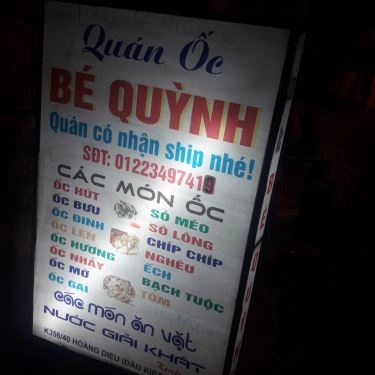 Quán Ốc
BÉ QUỲNH
Quán có nhận ship nhé!
SĐT: 01223497419
CÁC MÓN ỐC
ỐC HÚT
ỐC BƯU
ỐC ĐINH
ỐC LEN
ỐC HƯƠNG
ỐC NHẢY
ỐC MỠ
ỐC GAI
SÒ MÉO
SÒ LÔNG
CHÍP CHÍP
NGHÊU
ẾCH
BẠCH TUỘC
TÔM
CÁC MÓN ĂN VẶT
NƯỚC GIẢI KHÁT
K356/40 HOÀNG DIỆU (ĐẦU KIỆT